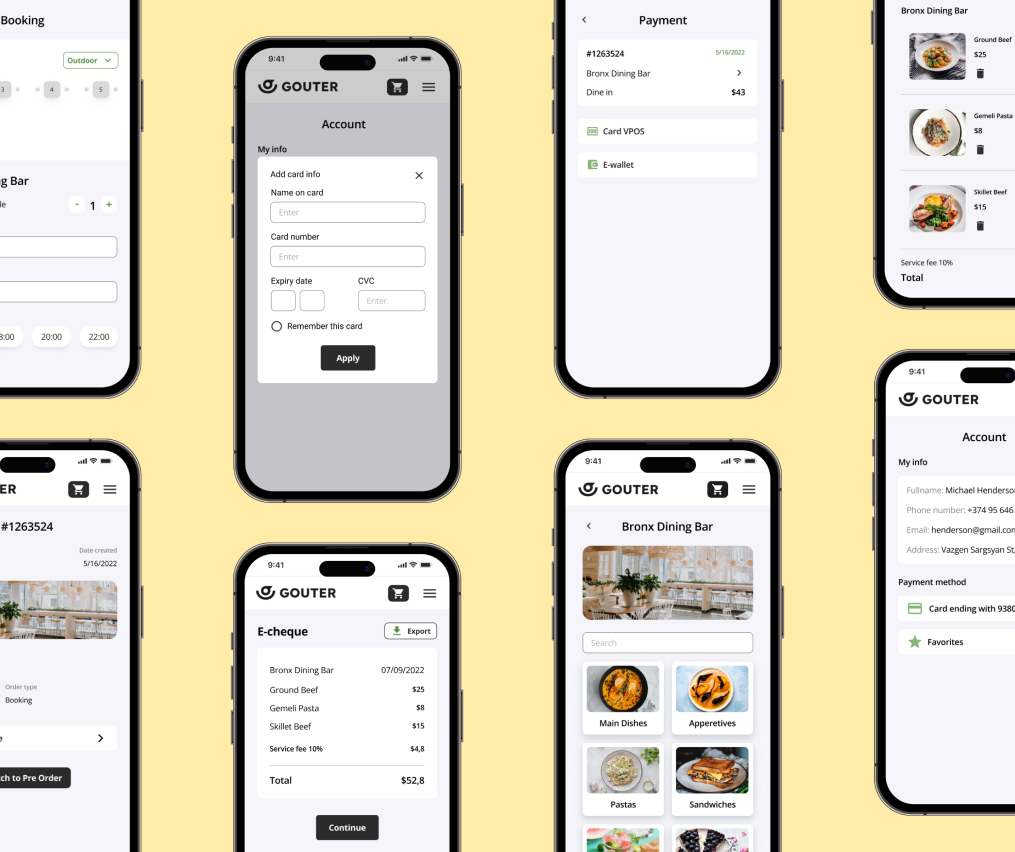 Booking
Outdoor
3
4
5
g Bar
- 1 +
20:00
22:00
9:41
GOUTER
Account
My info
Add card info
Name on card
Enter
Card number
Enter
Expiry date
CVC
Enter
Remember this card
Apply
Payment
#1263524
5/16/2022
Bronx Dining Bar
Dine in
$43
Card VPOS
E-wallet
Bronx Dining Bar
Ground Beef
$25
Gemeli Pasta
$8
Skillet Beef
$15
Service fee 10%
Total
ER
#1263524
Date created
5/16/2022
Order type
Booking
ch to Pre Order
9:41
GOUTER
E-cheque
Export
Bronx Dining Bar 07/09/2022
Ground Beef $25
Gemeli Pasta $8
Skillet Beef $15
Service fee 10% $4,8
Total $52,8
Continue
9:41
GOUTER
Bronx Dining Bar
Search
Main Dishes
Apperetives
Pastas
Sandwiches
9:41
GOUTER
Account
My info
Fullname: Michael Henderson
Phone number: +374 95 646
Email: henderson@gmail.com
Address: Vazgen Sargsyan St,
Payment method
Card ending with 9380
Favorites